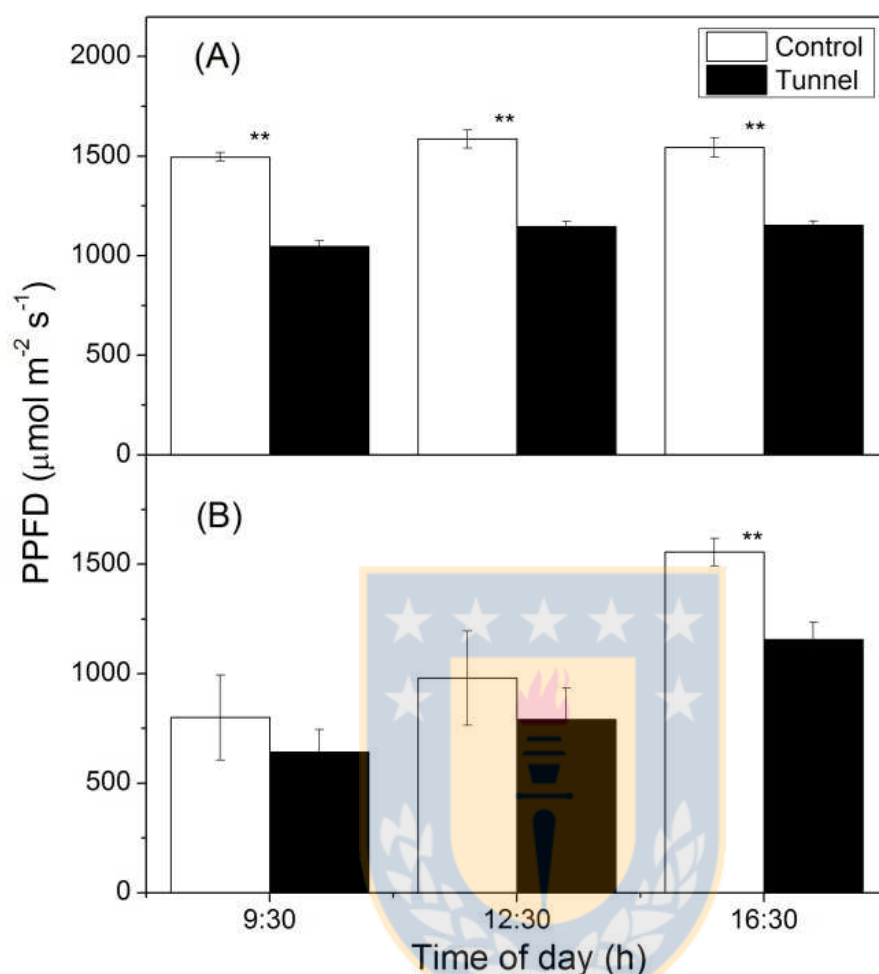 (A)
Control
Tunnel
2000
**
**
**
1500
1000
500
0
PPFD (μmol m⁻² s⁻¹)
(B)
**
1500
1000
500
0
9:30
12:30
16:30
Time of day (h)